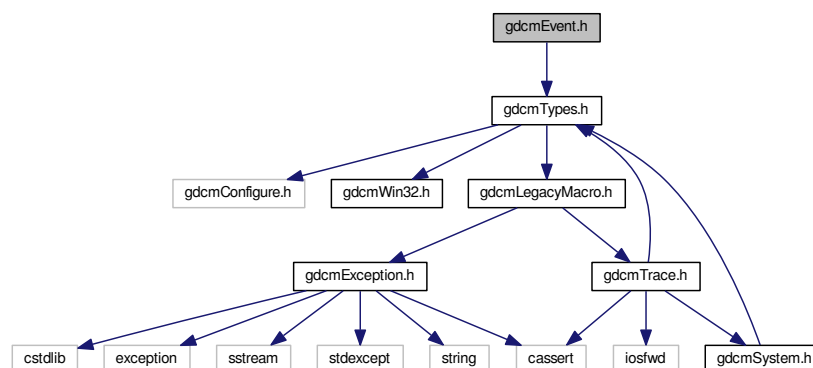 gdcmEvent.h
gdcmTypes.h
gdcmConfigure.h
gdcmWin32.h
gdcmLegacyMacro.h
gdcmException.h
gdcmTrace.h
cstdlib
exception
sstream
stdexcept
string
cassert
iosfwd
gdcmSystem.h